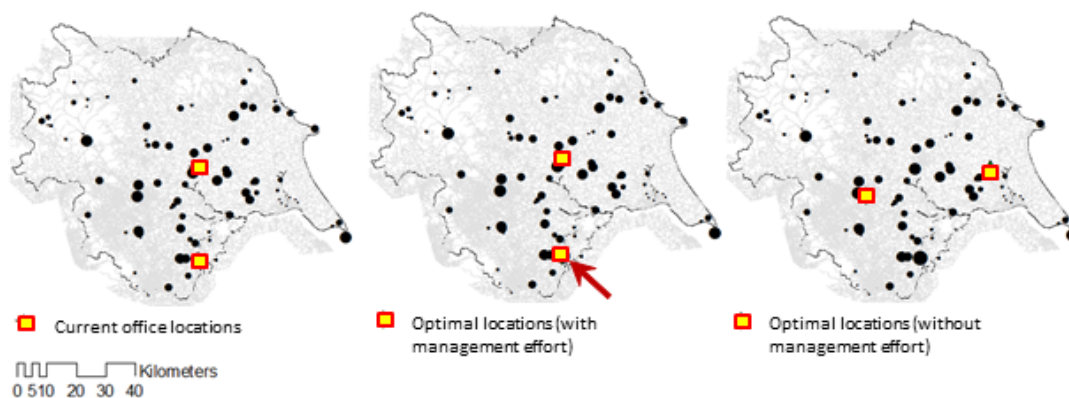 Current office locations
Optimal locations (with
management effort)
Optimal locations (without
management effort)
Kilometers
0 5 10 20 30 40